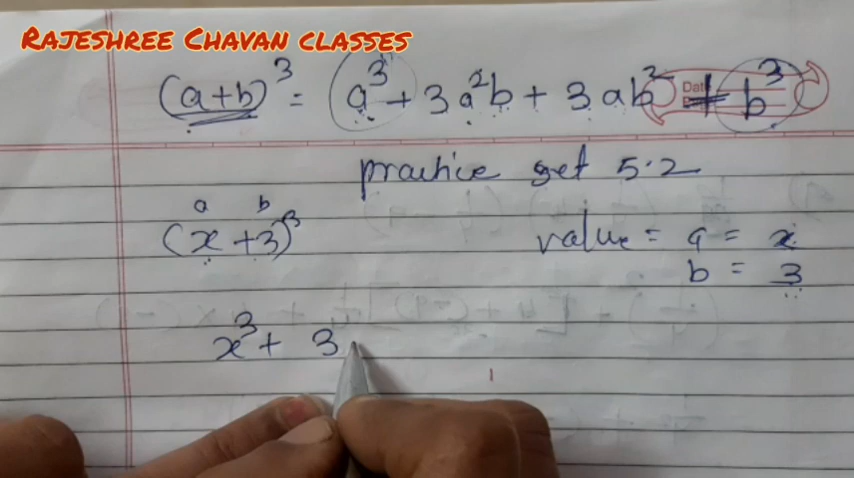 RAJESHREE CHAVAN CLASSES
(a+b)³ = a³ + 3a²b + 3ab² + b³
practice set 5.2
a b
(x + 3)³
value = a = x
b = 3
x³ + 3